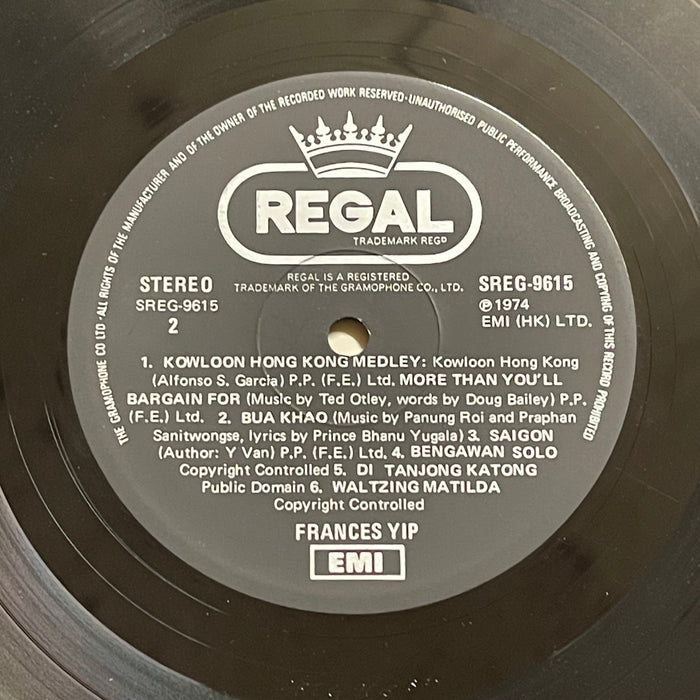 THE GRAMOPHONE CO LTD · ALL RIGHTS OF THE MANUFACTURER AND OF THE OWNER OF THE RECORDED WORK RESERVED · UNAUTHORISED PUBLIC PERFORMANCE BROADCASTING AND COPYING OF THIS RECORD PROHIBITED
REGAL
TRADEMARK REGD
REGAL IS A REGISTERED
TRADEMARK OF THE GRAMOPHONE CO., LTD.
STEREO
SREG-9615
2
SREG-9615
℗ 1974
EMI (HK) LTD.
1. KOWLOON HONG KONG MEDLEY: Kowloon Hong Kong
(Alfonso S. Garcia) P.P. (F.E.) Ltd. MORE THAN YOU'LL
BARGAIN FOR (Music by Ted Otley, words by Doug Bailey) P.P.
(F.E.) Ltd. 2. BUA KHAO (Music by Panung Roi and Praphan
Sanitwongse, lyrics by Prince Bhanu Yugala) 3. SAIGON
(Author: Y Van) P.P. (F.E.) Ltd. 4. BENGAWAN SOLO
Copyright Controlled 5. DI TANJONG KATONG
Public Domain 6. WALTZING MATILDA
Copyright Controlled
FRANCES YIP
EMI